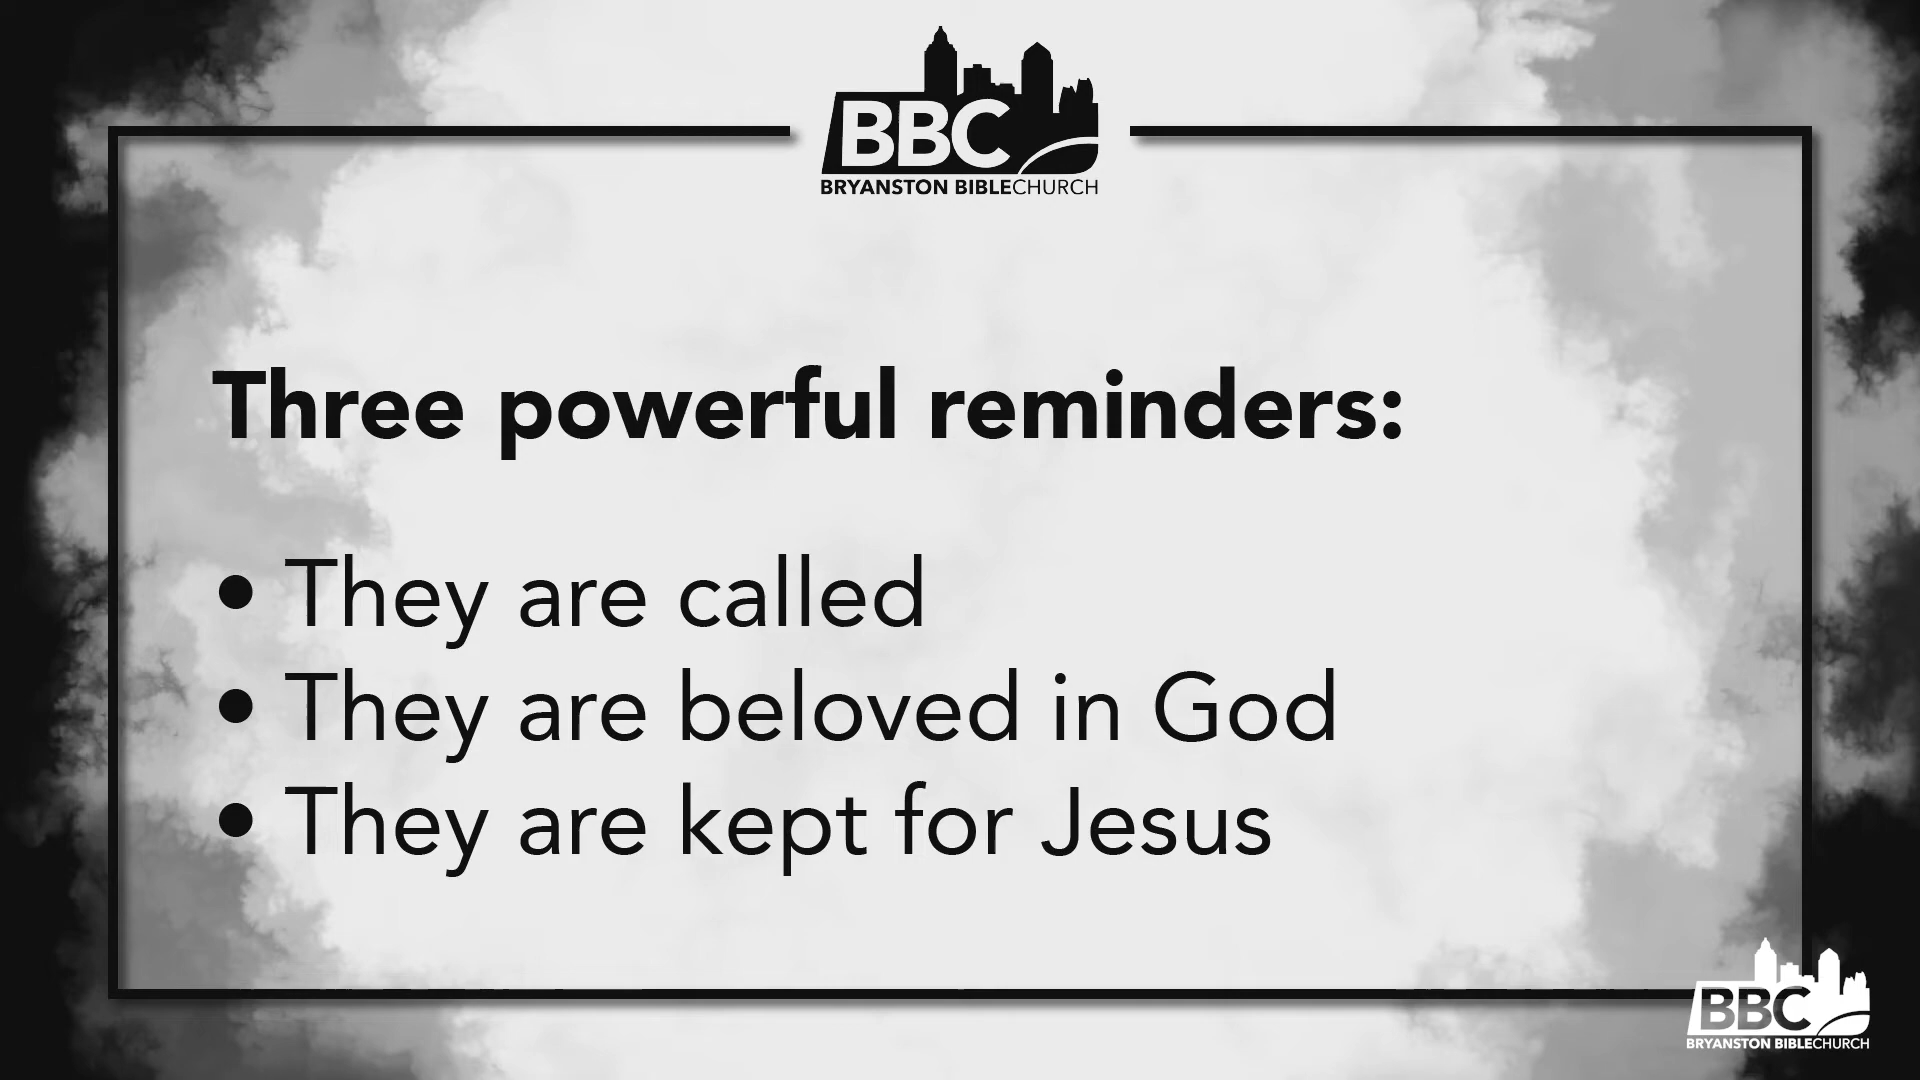 BBC
BRYANSTON BIBLECHURCH
Three powerful reminders:
• They are called
• They are beloved in God
• They are kept for Jesus
BBC
BRYANSTON BIBLECHURCH